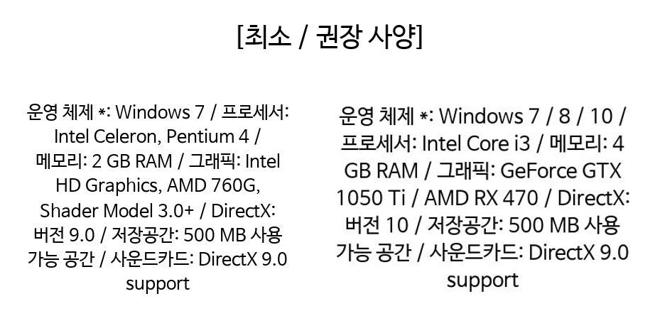 [최소 / 권장 사양]
운영 체제 *: Windows 7 / 프로세서:
Intel Celeron, Pentium 4 /
메모리: 2 GB RAM / 그래픽: Intel
HD Graphics, AMD 760G,
Shader Model 3.0+ / DirectX:
버전 9.0 / 저장공간: 500 MB 사용
가능 공간 / 사운드카드: DirectX 9.0
support
운영 체제 *: Windows 7 / 8 / 10 /
프로세서: Intel Core i3 / 메모리: 4
GB RAM / 그래픽: GeForce GTX
1050 Ti / AMD RX 470 / DirectX:
버전 10 / 저장공간: 500 MB 사용
가능 공간 / 사운드카드: DirectX 9.0
support